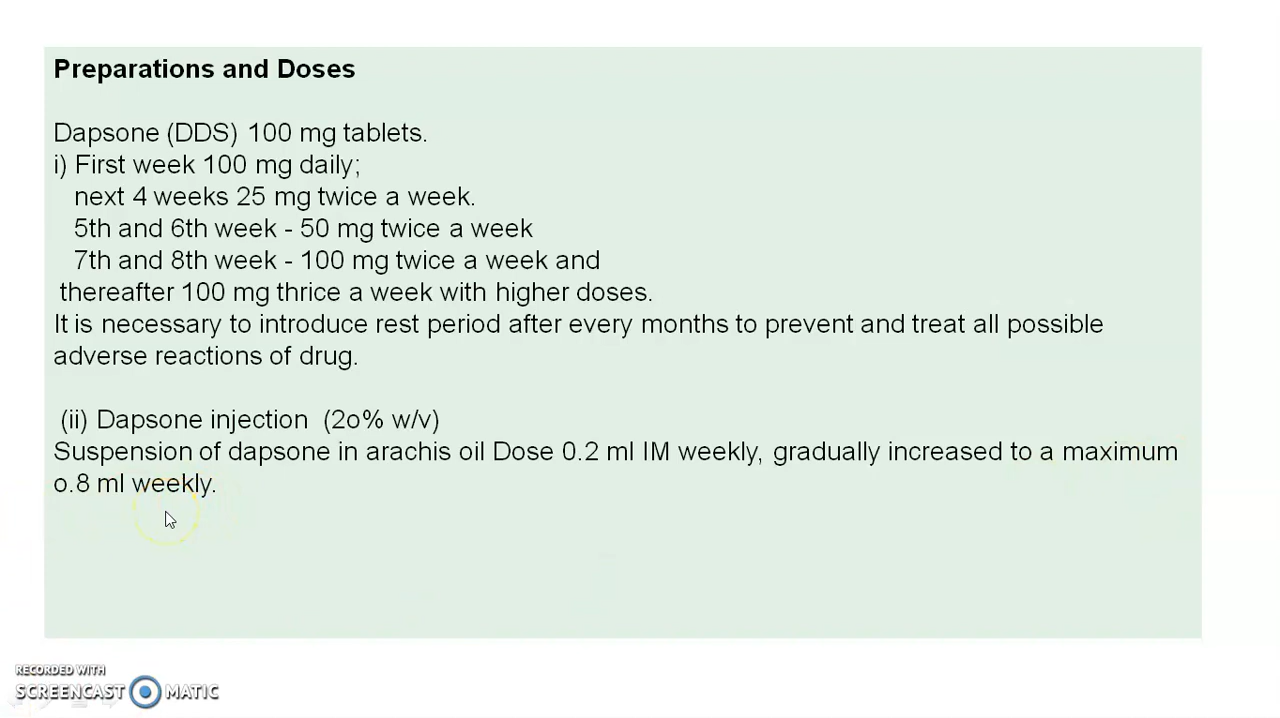 Preparations and Doses
Dapsone (DDS) 100 mg tablets.
i) First week 100 mg daily;
next 4 weeks 25 mg twice a week.
5th and 6th week - 50 mg twice a week
7th and 8th week - 100 mg twice a week and
thereafter 100 mg thrice a week with higher doses.
It is necessary to introduce rest period after every months to prevent and treat all possible
adverse reactions of drug.
(ii) Dapsone injection (2o% w/v)
Suspension of dapsone in arachis oil Dose 0.2 ml IM weekly, gradually increased to a maximum
o.8 ml weekly.
RECORDED WITH
SCREENCAST MATIC